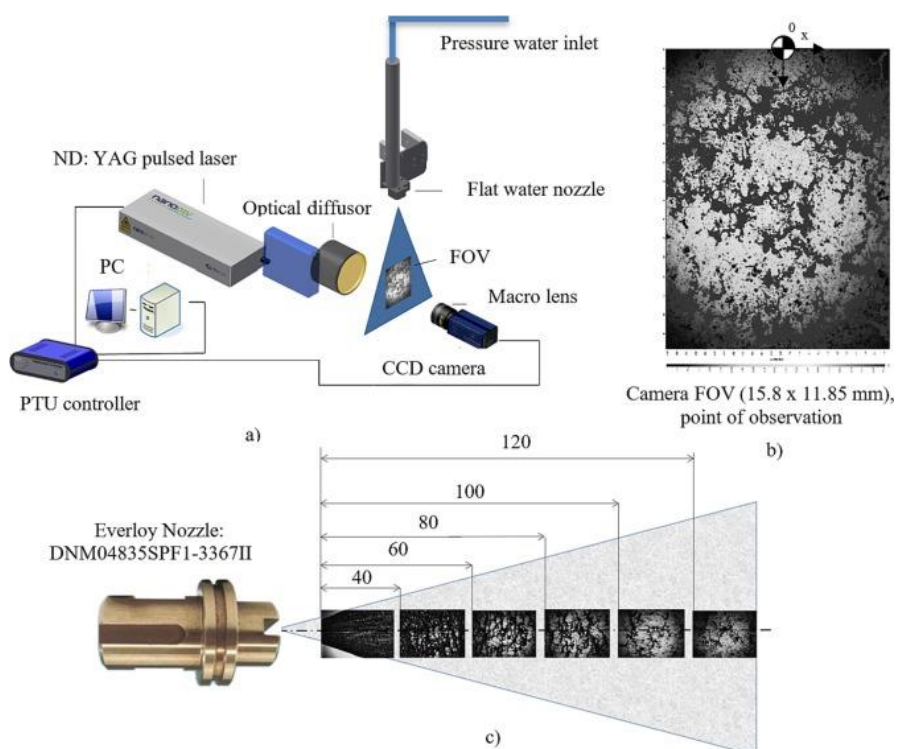 Pressure water inlet
ND: YAG pulsed laser
Optical diffusor
Flat water nozzle
PC
FOV
Macro lens
CCD camera
PTU controller
a)
0
x
Camera FOV (15.8 x 11.85 mm),
point of observation
b)
120
100
80
60
40
Everloy Nozzle:
DNM04835SPF1-3367II
c)